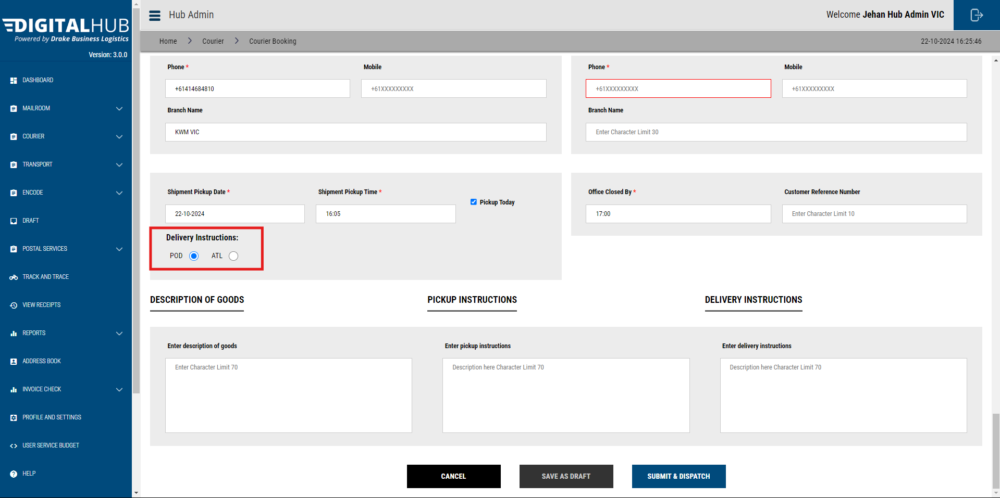 DIGITALHUB
Powered by Drake Business Logistics
Version: 3.0.0
DASHBOARD
MAILROOM
COURIER
TRANSPORT
ENCODE
DRAFT
POSTAL SERVICES
TRACK AND TRACE
VIEW RECEIPTS
REPORTS
ADDRESS BOOK
INVOICE CHECK
PROFILE AND SETTINGS
USER SERVICE BUDGET
HELP
Hub Admin
Welcome Jehan Hub Admin VIC
Home > Courier > Courier Booking
22-10-2024 16:25:46
Phone *
Mobile
+61414684810
+61XXXXXXXXX
Branch Name
KWM VIC
Phone *
Mobile
+61XXXXXXXXX
+61XXXXXXXXX
Branch Name
Enter Character Limit 30
Shipment Pickup Date *
Shipment Pickup Time *
Pickup Today
22-10-2024
16:05
Delivery Instructions:
POD ATL
Office Closed By *
Customer Reference Number
17:00
Enter Character Limit 10
DESCRIPTION OF GOODS
PICKUP INSTRUCTIONS
DELIVERY INSTRUCTIONS
Enter description of goods
Enter pickup instructions
Enter delivery instructions
Enter Character Limit 70
Description here Character Limit 70
Description here Character Limit 70
CANCEL
SAVE AS DRAFT
SUBMIT & DISPATCH